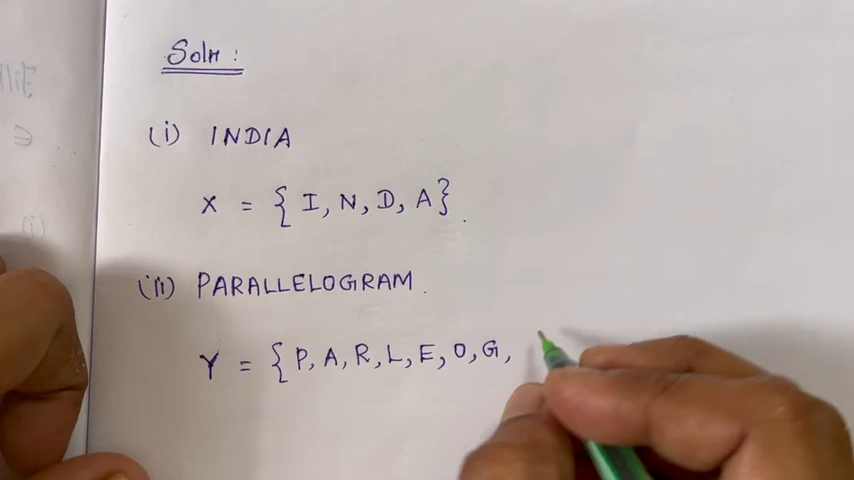 Soln :
(i) INDIA
X = { I, N, D, A}.
(ii) PARALLELOGRAM.
Y = { P, A, R, L, E, O, G,